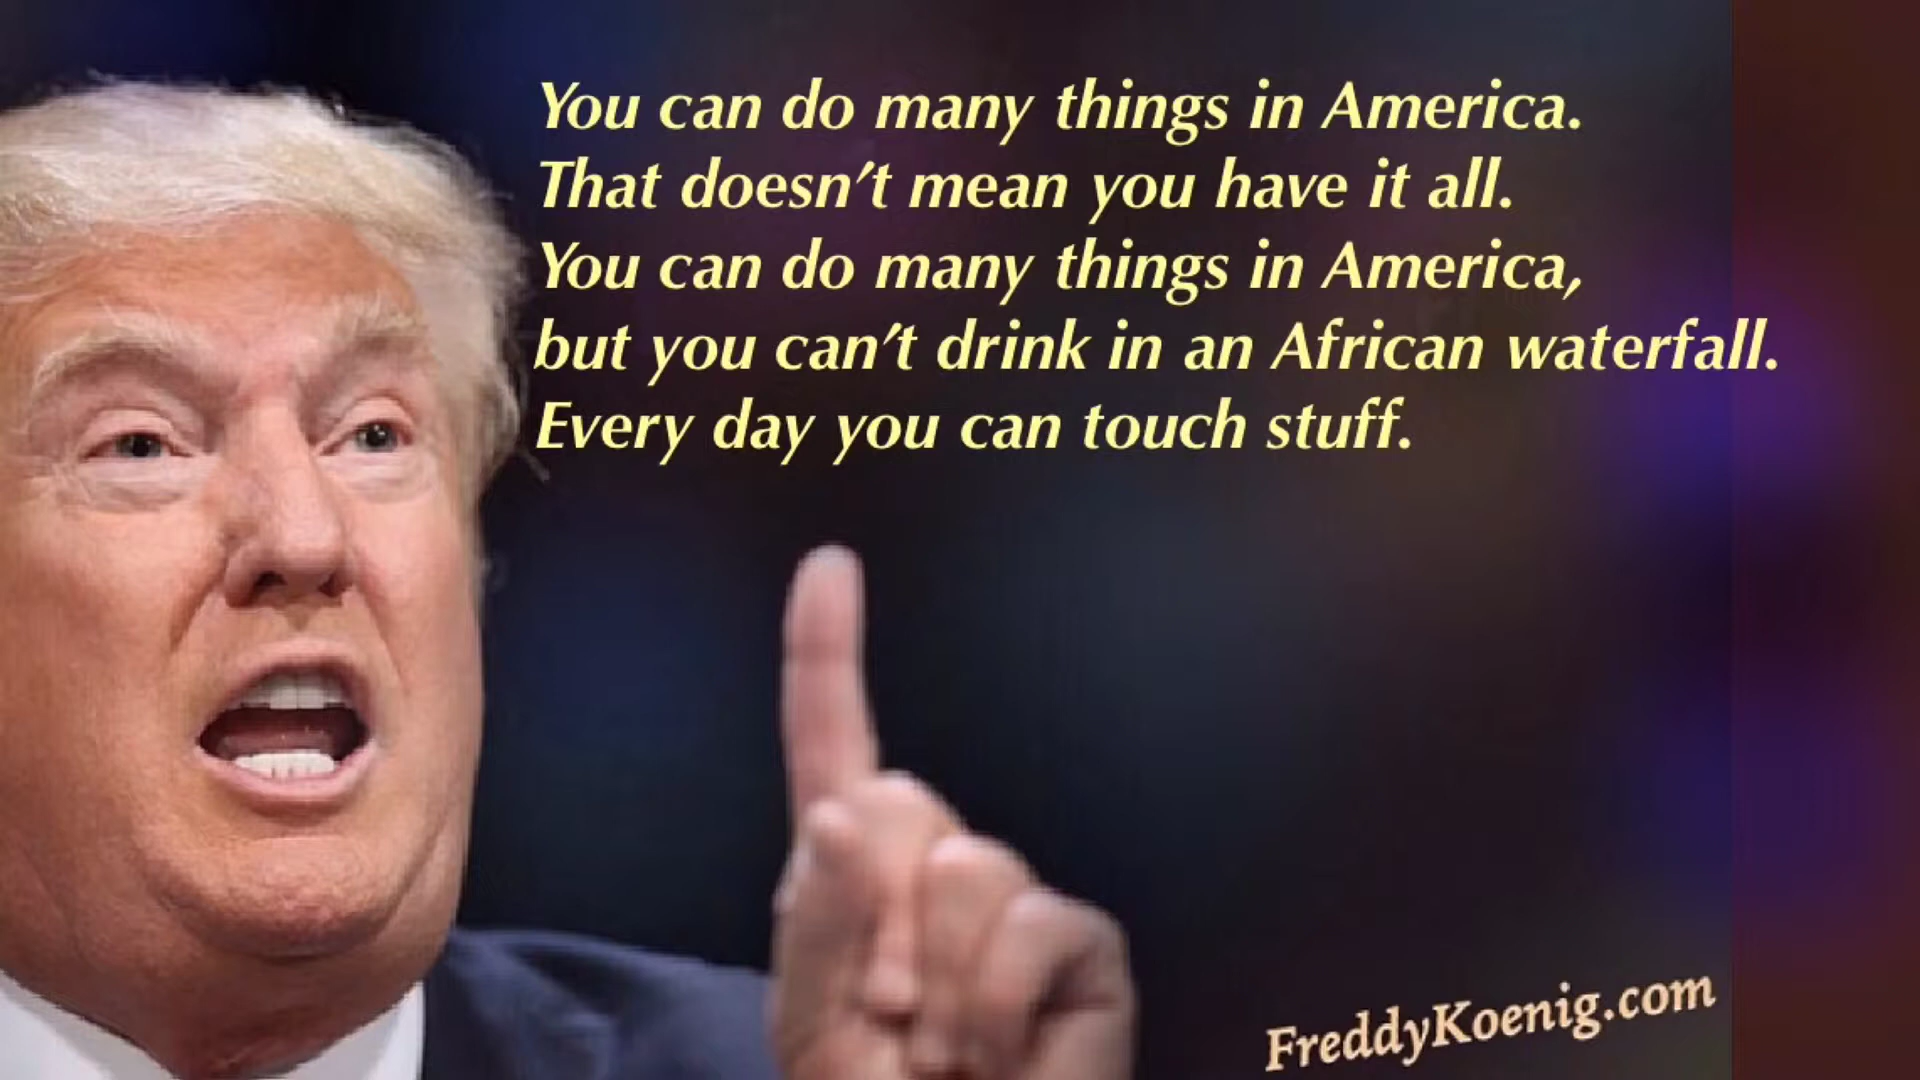 You can do many things in America.
That doesn’t mean you have it all.
You can do many things in America,
but you can’t drink in an African waterfall.
Every day you can touch stuff.
FreddyKoenig.com